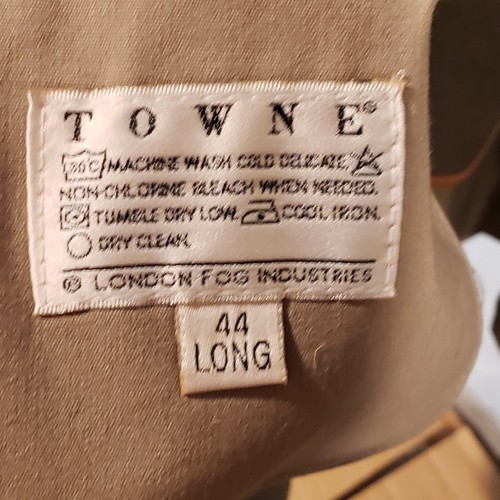 TOWNE®
30°C MACHINE WASH COLD DELICATE.
NON-CHLORINE BLEACH WHEN NEEDED.
TUMBLE DRY LOW. COOL IRON.
DRY CLEAN.
® LONDON FOG INDUSTRIES
44
LONG